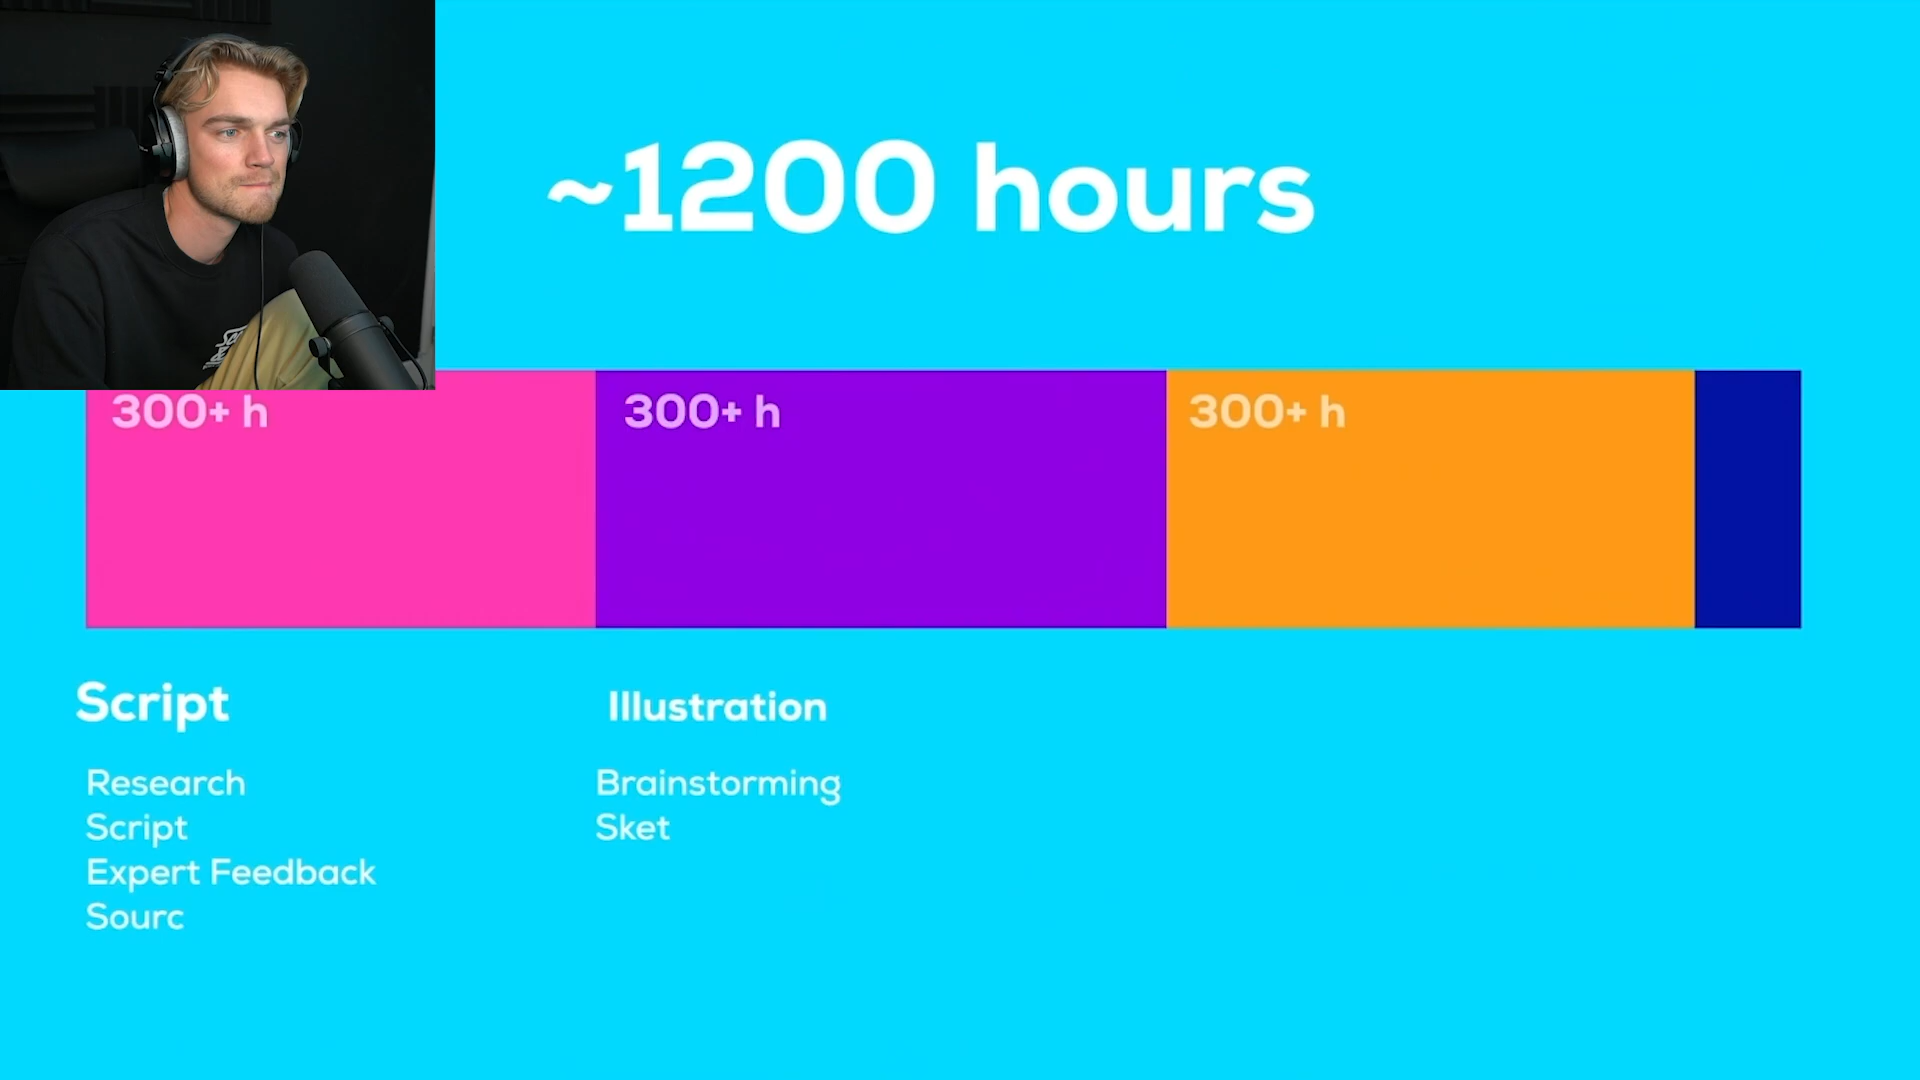 ~1200 hours
300+ h
300+ h
300+ h
Script
Research
Script
Expert Feedback
Sourc
Illustration
Brainstorming
Sket